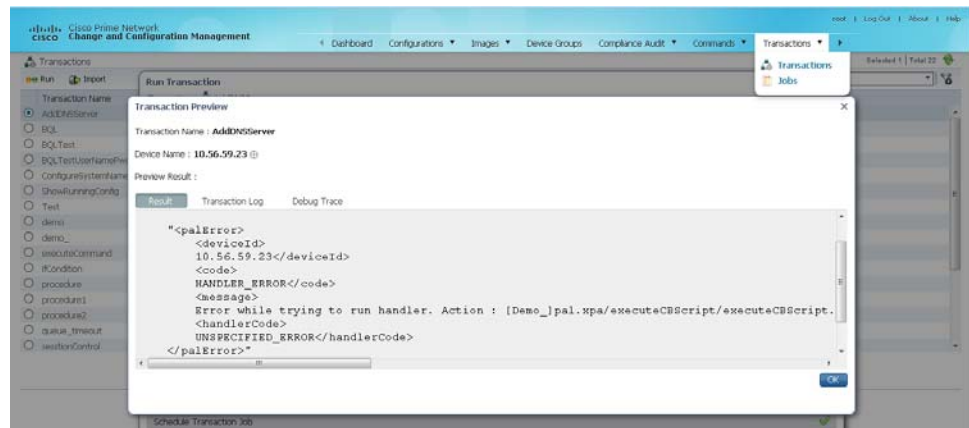 root | Log Out | About | Help
Cisco Prime Network
cisco Change and Configuration Management
Dashboard Configurations Images Device Groups Compliance Audit Commands Transactions
Transactions
Jobs
Transactions
Selected 1 | Total 22
Run Import
Run Transaction
Transaction Name
Transaction Preview
AddDNSServer
Transaction Name : AddDNSServer
BQL
BQLTest
Device Name : 10.56.59.23
BQLTestUserNamePwd
ConfigureSystemName
Preview Result :
ShowRunningConfig
Result Transaction Log Debug Trace
Test
demo
demo_
executeCommand
IfCondition
procedure
procedure1
procedure2
queue_timeout
sessionControl
"<palError>
<deviceId>
10.56.59.23</deviceId>
<code>
HANDLER_ERROR</code>
<message>
Error while trying to run handler. Action : [Demo_]pal.xpa/executeCBScript/executeCBScript.
<handlerCode>
UNSPECIFIED_ERROR</handlerCode>
</palError>"
OK
Schedule Transaction Job